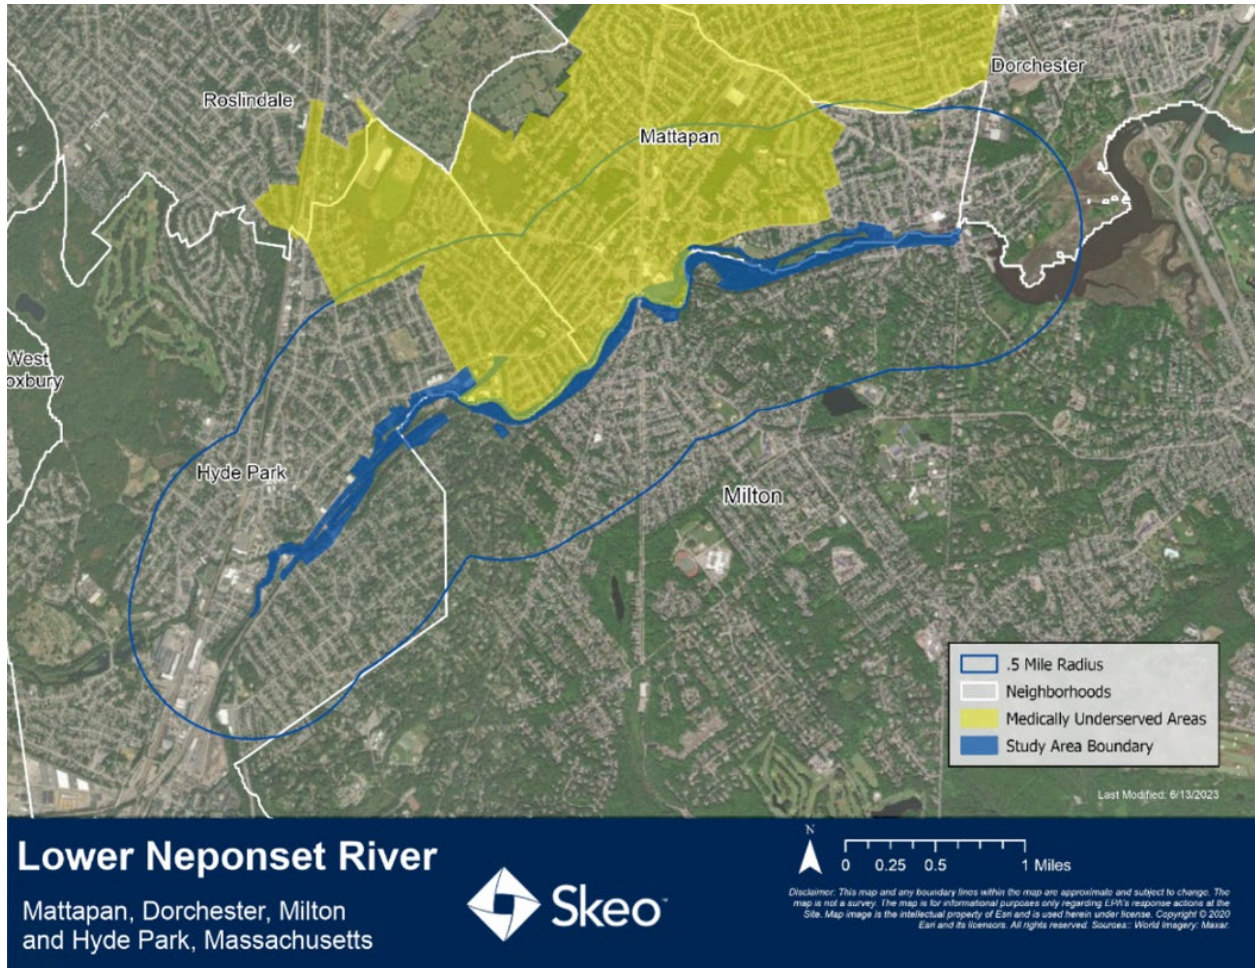 Dorchester
Roslindale
Mattapan
West
oxbury
Hyde Park
Milton
.5 Mile Radius
Neighborhoods
Medically Underserved Areas
Study Area Boundary
Last Modified: 6/13/2023
Lower Neponset River
Mattapan, Dorchester, Milton
and Hyde Park, Massachusetts
Skeo™
N
0 0.25 0.5 1 Miles
Disclaimer: This map and any boundary lines within the map are approximate and subject to change. The
map is not a survey. The map is for informational purposes only regarding EPA's response actions at the
Site. Map image is the intellectual property of Esri and is used herein under license. Copyright © 2020
Esri and its licensors. All rights reserved. Sources:: World Imagery: Maxar.